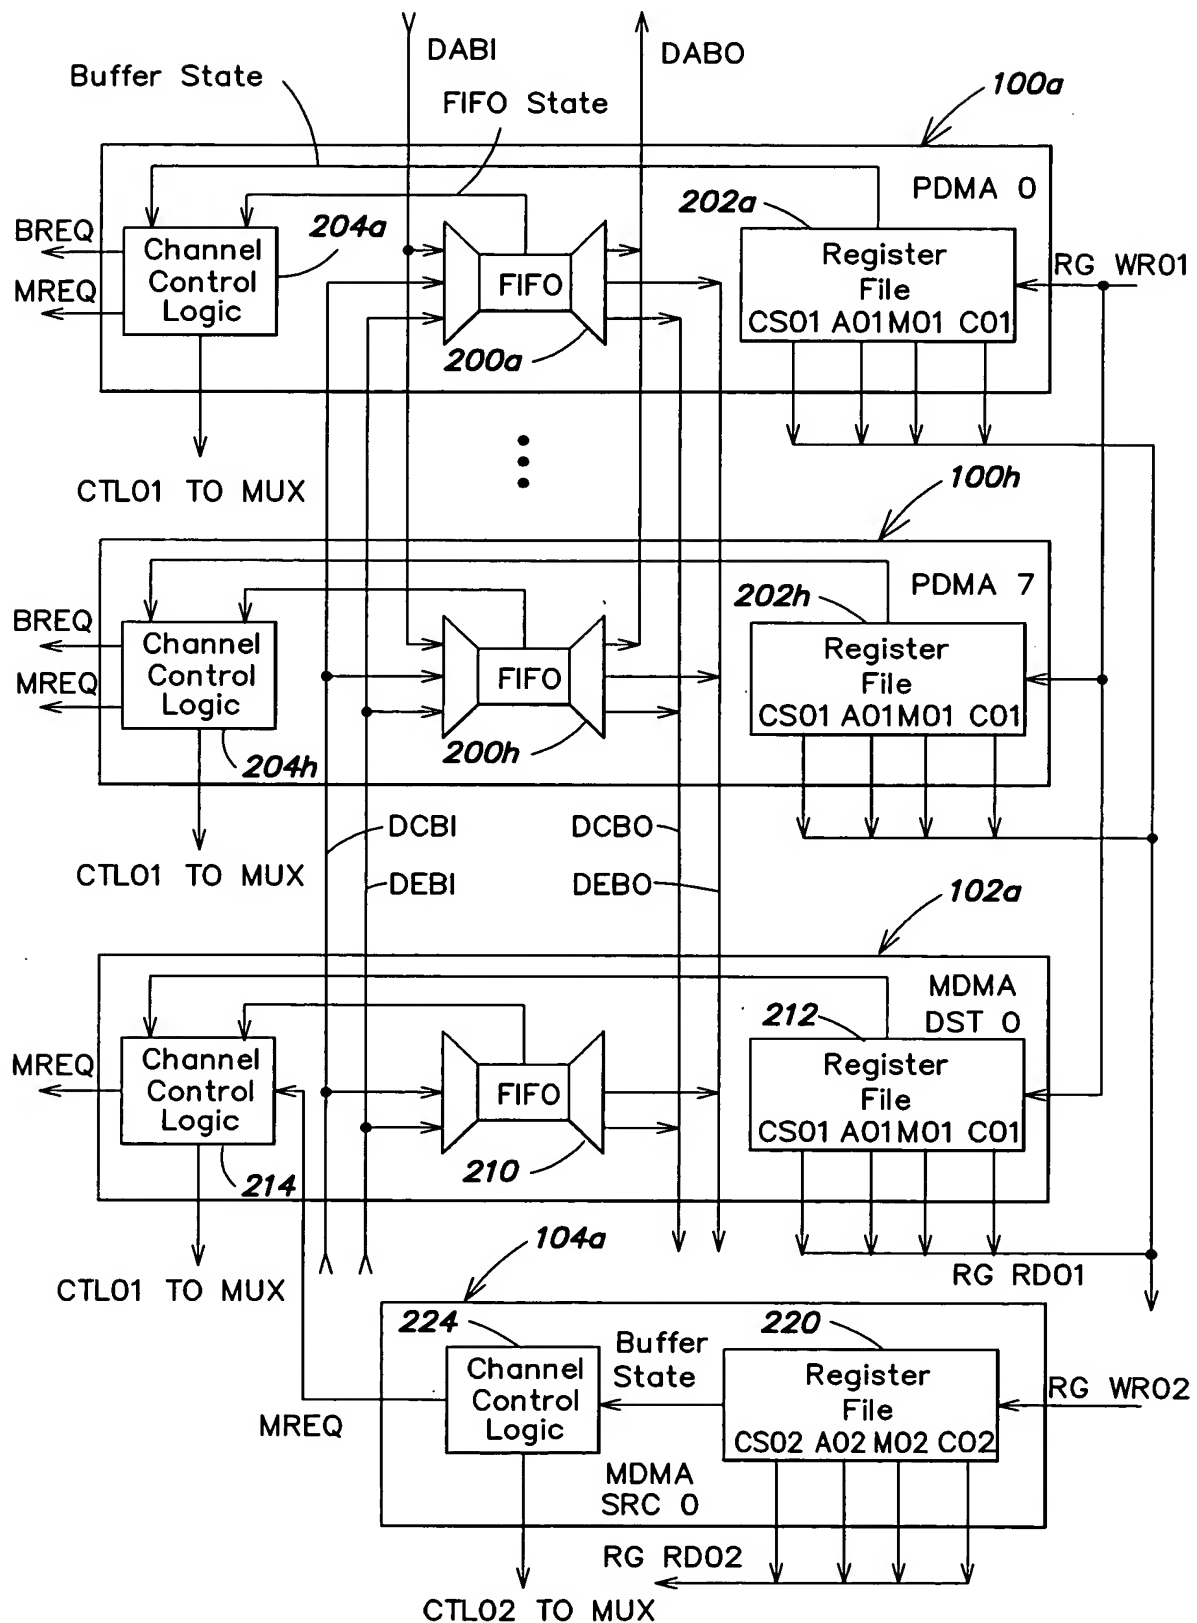 DABI
DABO
Buffer State
FIFO State
100a
PDMA 0
204a
202a
BREQ
MREQ
Channel
Control
Logic
FIFO
200a
Register
File
CS01 A01 M01 C01
RG WR01
CTL01 TO MUX
100h
PDMA 7
202h
BREQ
MREQ
Channel
Control
Logic
204h
FIFO
200h
Register
File
CS01 A01 M01 C01
CTL01 TO MUX
DCBI
DEBI
DCBO
DEBO
102a
MDMA
DST 0
212
MREQ
Channel
Control
Logic
214
FIFO
210
Register
File
CS01 A01 M01 C01
CTL01 TO MUX
RG RD01
104a
224
220
Channel
Control
Logic
MREQ
Buffer
State
Register
File
CS02 A02 M02 C02
RG WR02
MDMA
SRC 0
RG RD02
CTL02 TO MUX